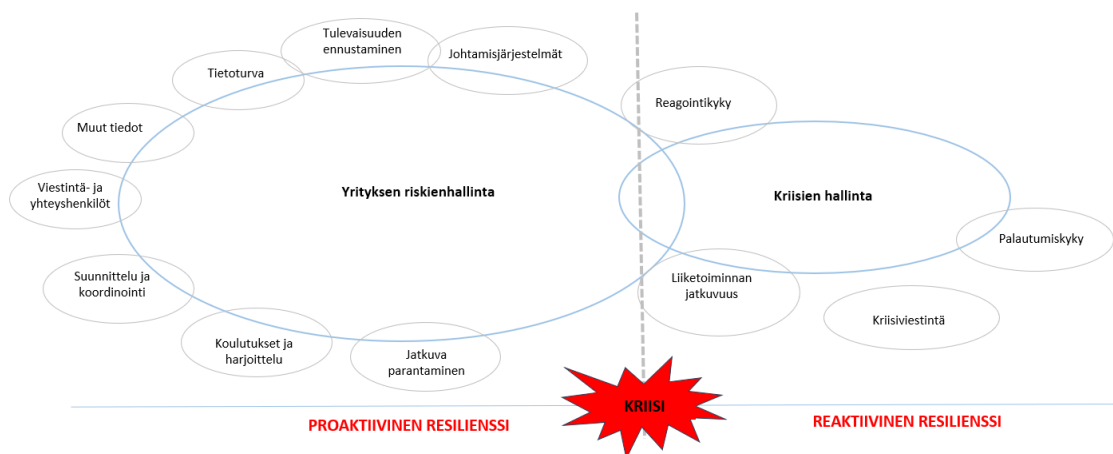 Tulevaisuuden
ennustaminen
Johtamisjärjestelmät
Tietoturva
Reagointikyky
Muut tiedot
Viestintä- ja
yhteyshenkilöt
Yrityksen riskienhallinta
Kriisien hallinta
Palautumiskyky
Suunnittelu ja
koordinointi
Liiketoiminnan
jatkuvuus
Kriisiviestintä
Koulutukset ja
harjoittelu
Jatkuva
parantaminen
KRIISI
PROAKTIIVINEN RESILIENSSI
REAKTIIVINEN RESILIENSSI